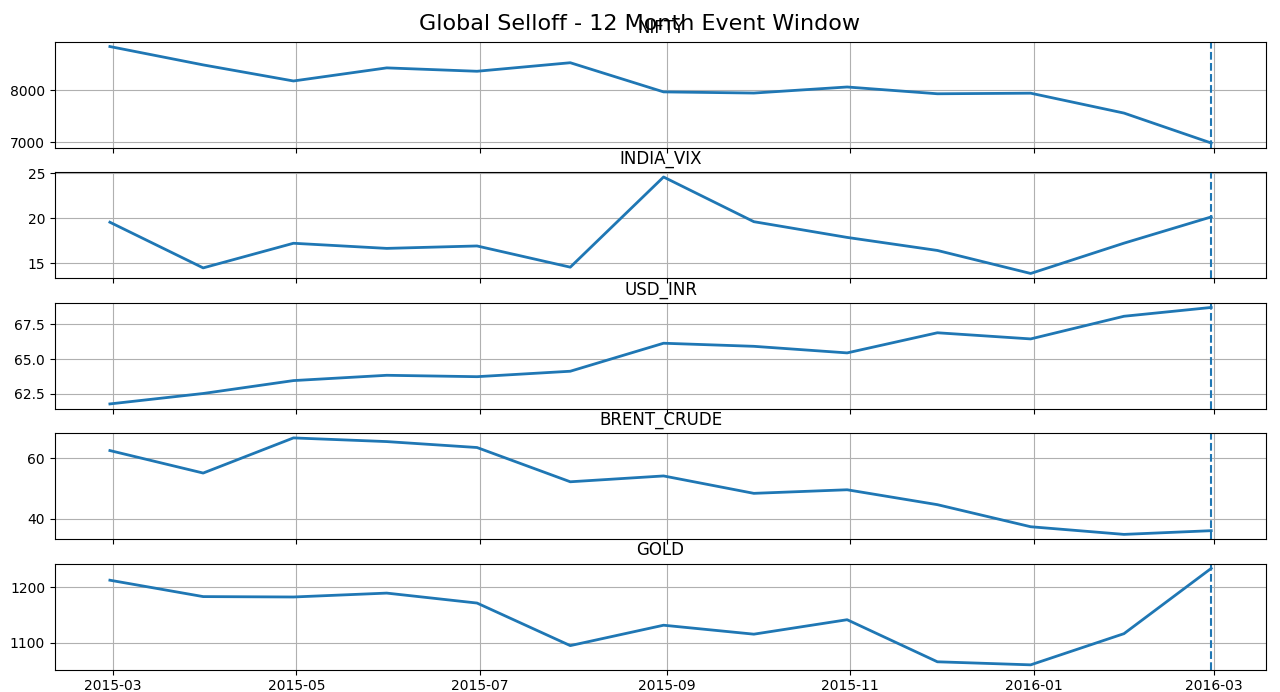 Global Selloff - 12 Month Event Window
NIFTY
8000
7000
INDIA_VIX
25
20
15
USD_INR
67.5
65.0
62.5
BRENT_CRUDE
60
40
GOLD
1200
1100
2015-03 2015-05 2015-07 2015-09 2015-11 2016-01 2016-03